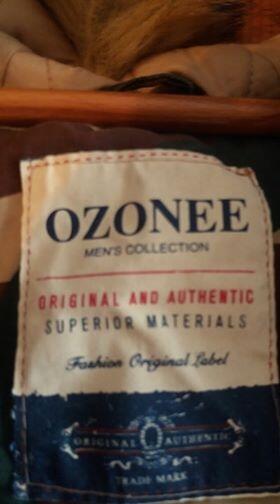 OZONEE
MEN'S COLLECTION
ORIGINAL AND AUTHENTIC
SUPERIOR MATERIALS
Fashion Original Label
ORIGINAL O AUTHENTIC
TRADE MARK